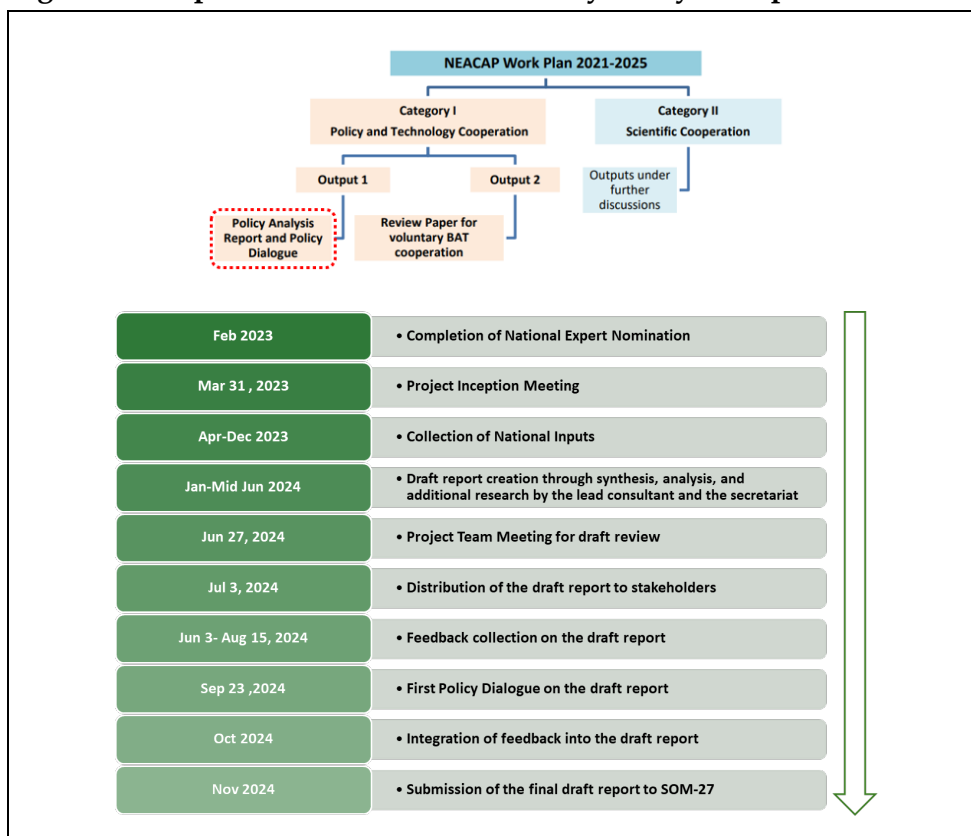 NEACAP Work Plan 2021-2025
Category I
Policy and Technology Cooperation
Category II
Scientific Cooperation
Output 1
Output 2
Outputs under
further
discussions
Policy Analysis
Report and Policy
Dialogue
Review Paper for
voluntary BAT
cooperation
Feb 2023
• Completion of National Expert Nomination
Mar 31 , 2023
• Project Inception Meeting
Apr-Dec 2023
• Collection of National Inputs
Jan-Mid Jun 2024
• Draft report creation through synthesis, analysis, and
additional research by the lead consultant and the secretariat
Jun 27, 2024
• Project Team Meeting for draft review
Jul 3, 2024
• Distribution of the draft report to stakeholders
Jun 3- Aug 15, 2024
• Feedback collection on the draft report
Sep 23 ,2024
• First Policy Dialogue on the draft report
Oct 2024
• Integration of feedback into the draft report
Nov 2024
• Submission of the final draft report to SOM-27